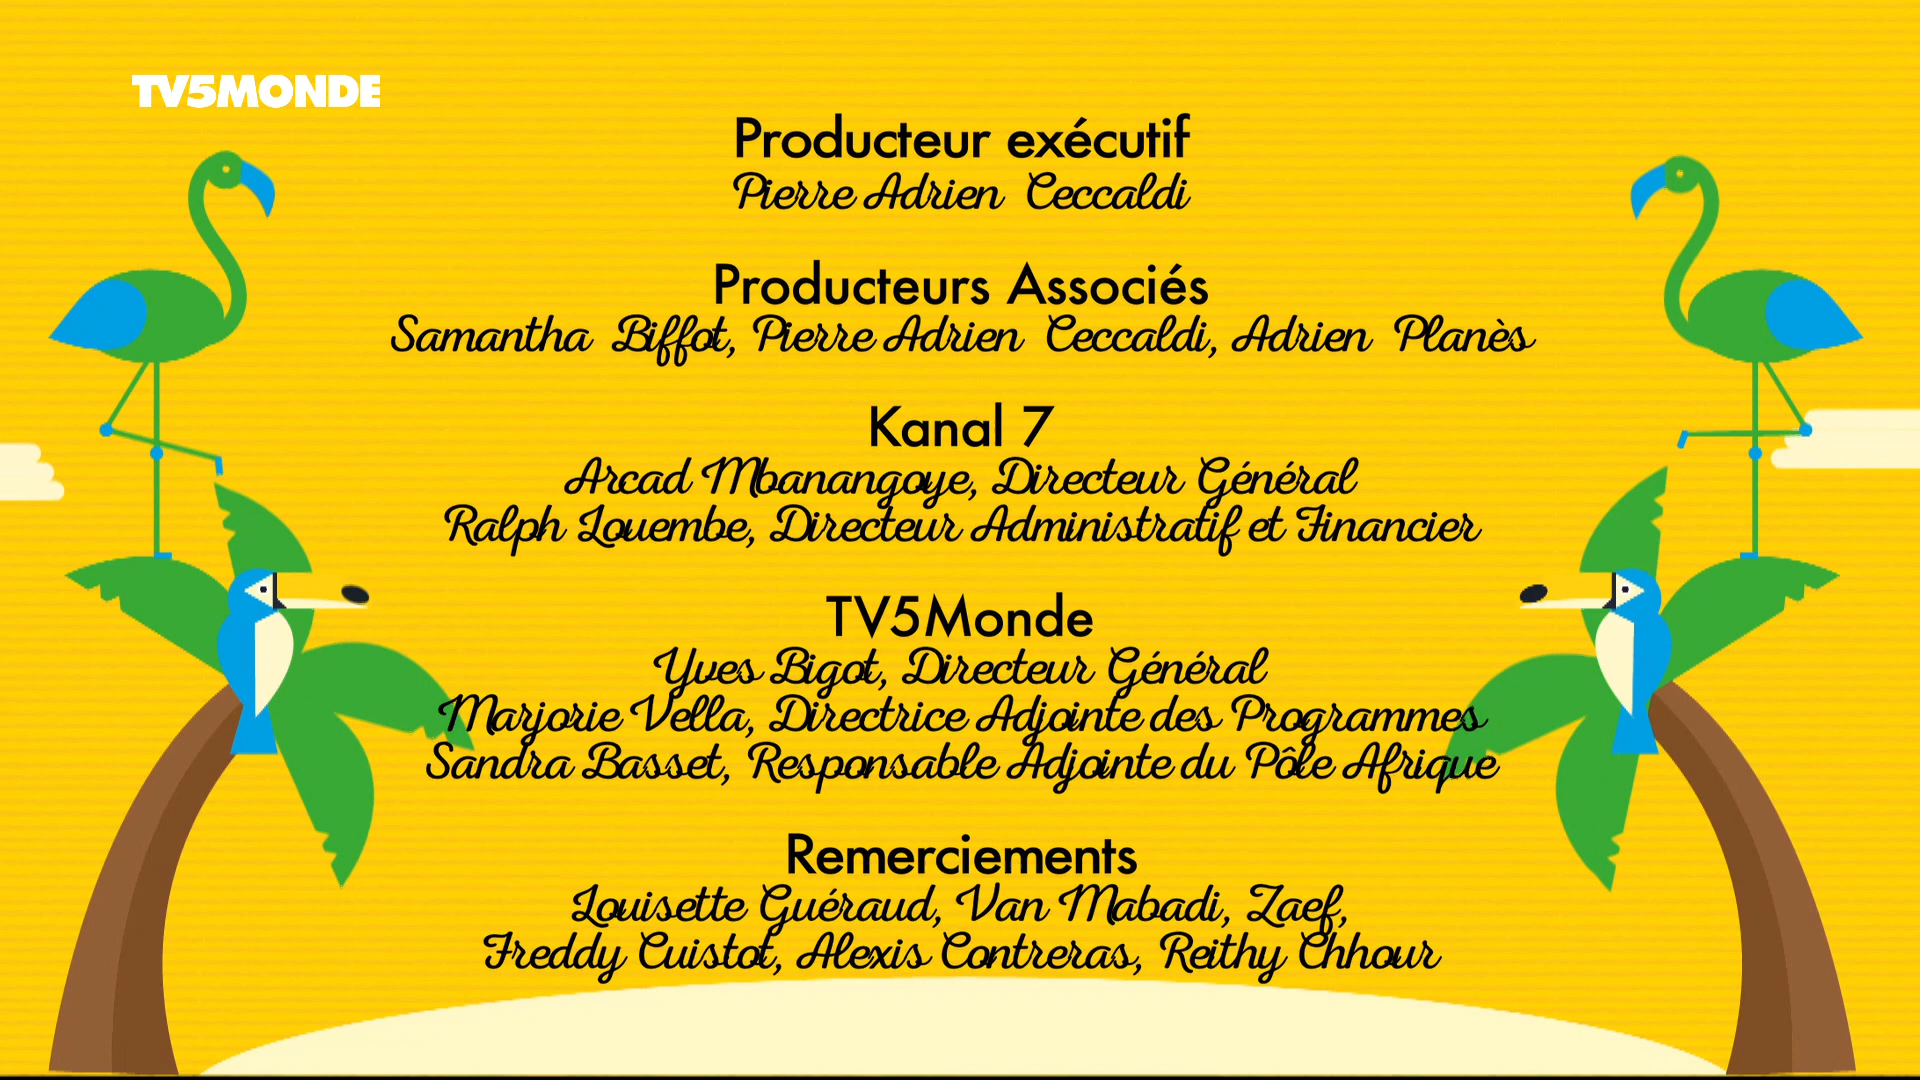 TV5MONDE
Producteur exécutif
Pierre Adrien Ceccaldi
Producteurs Associés
Samantha Biffot, Pierre Adrien Ceccaldi, Adrien Planès
Kanal 7
Arcad Mbanangoye, Directeur Général
Ralph Louembe, Directeur Administratif et Financier
TV5Monde
Yves Bigot, Directeur Général
Marjorie Vella, Directrice Adjointe des Programmes
Sandra Basset, Responsable Adjointe du Pôle Afrique
Remerciements
Louisette Guéraud, Van Mabadi, Zaef,
Freddy Cuistot, Alexis Contreras, Reithy Chhour